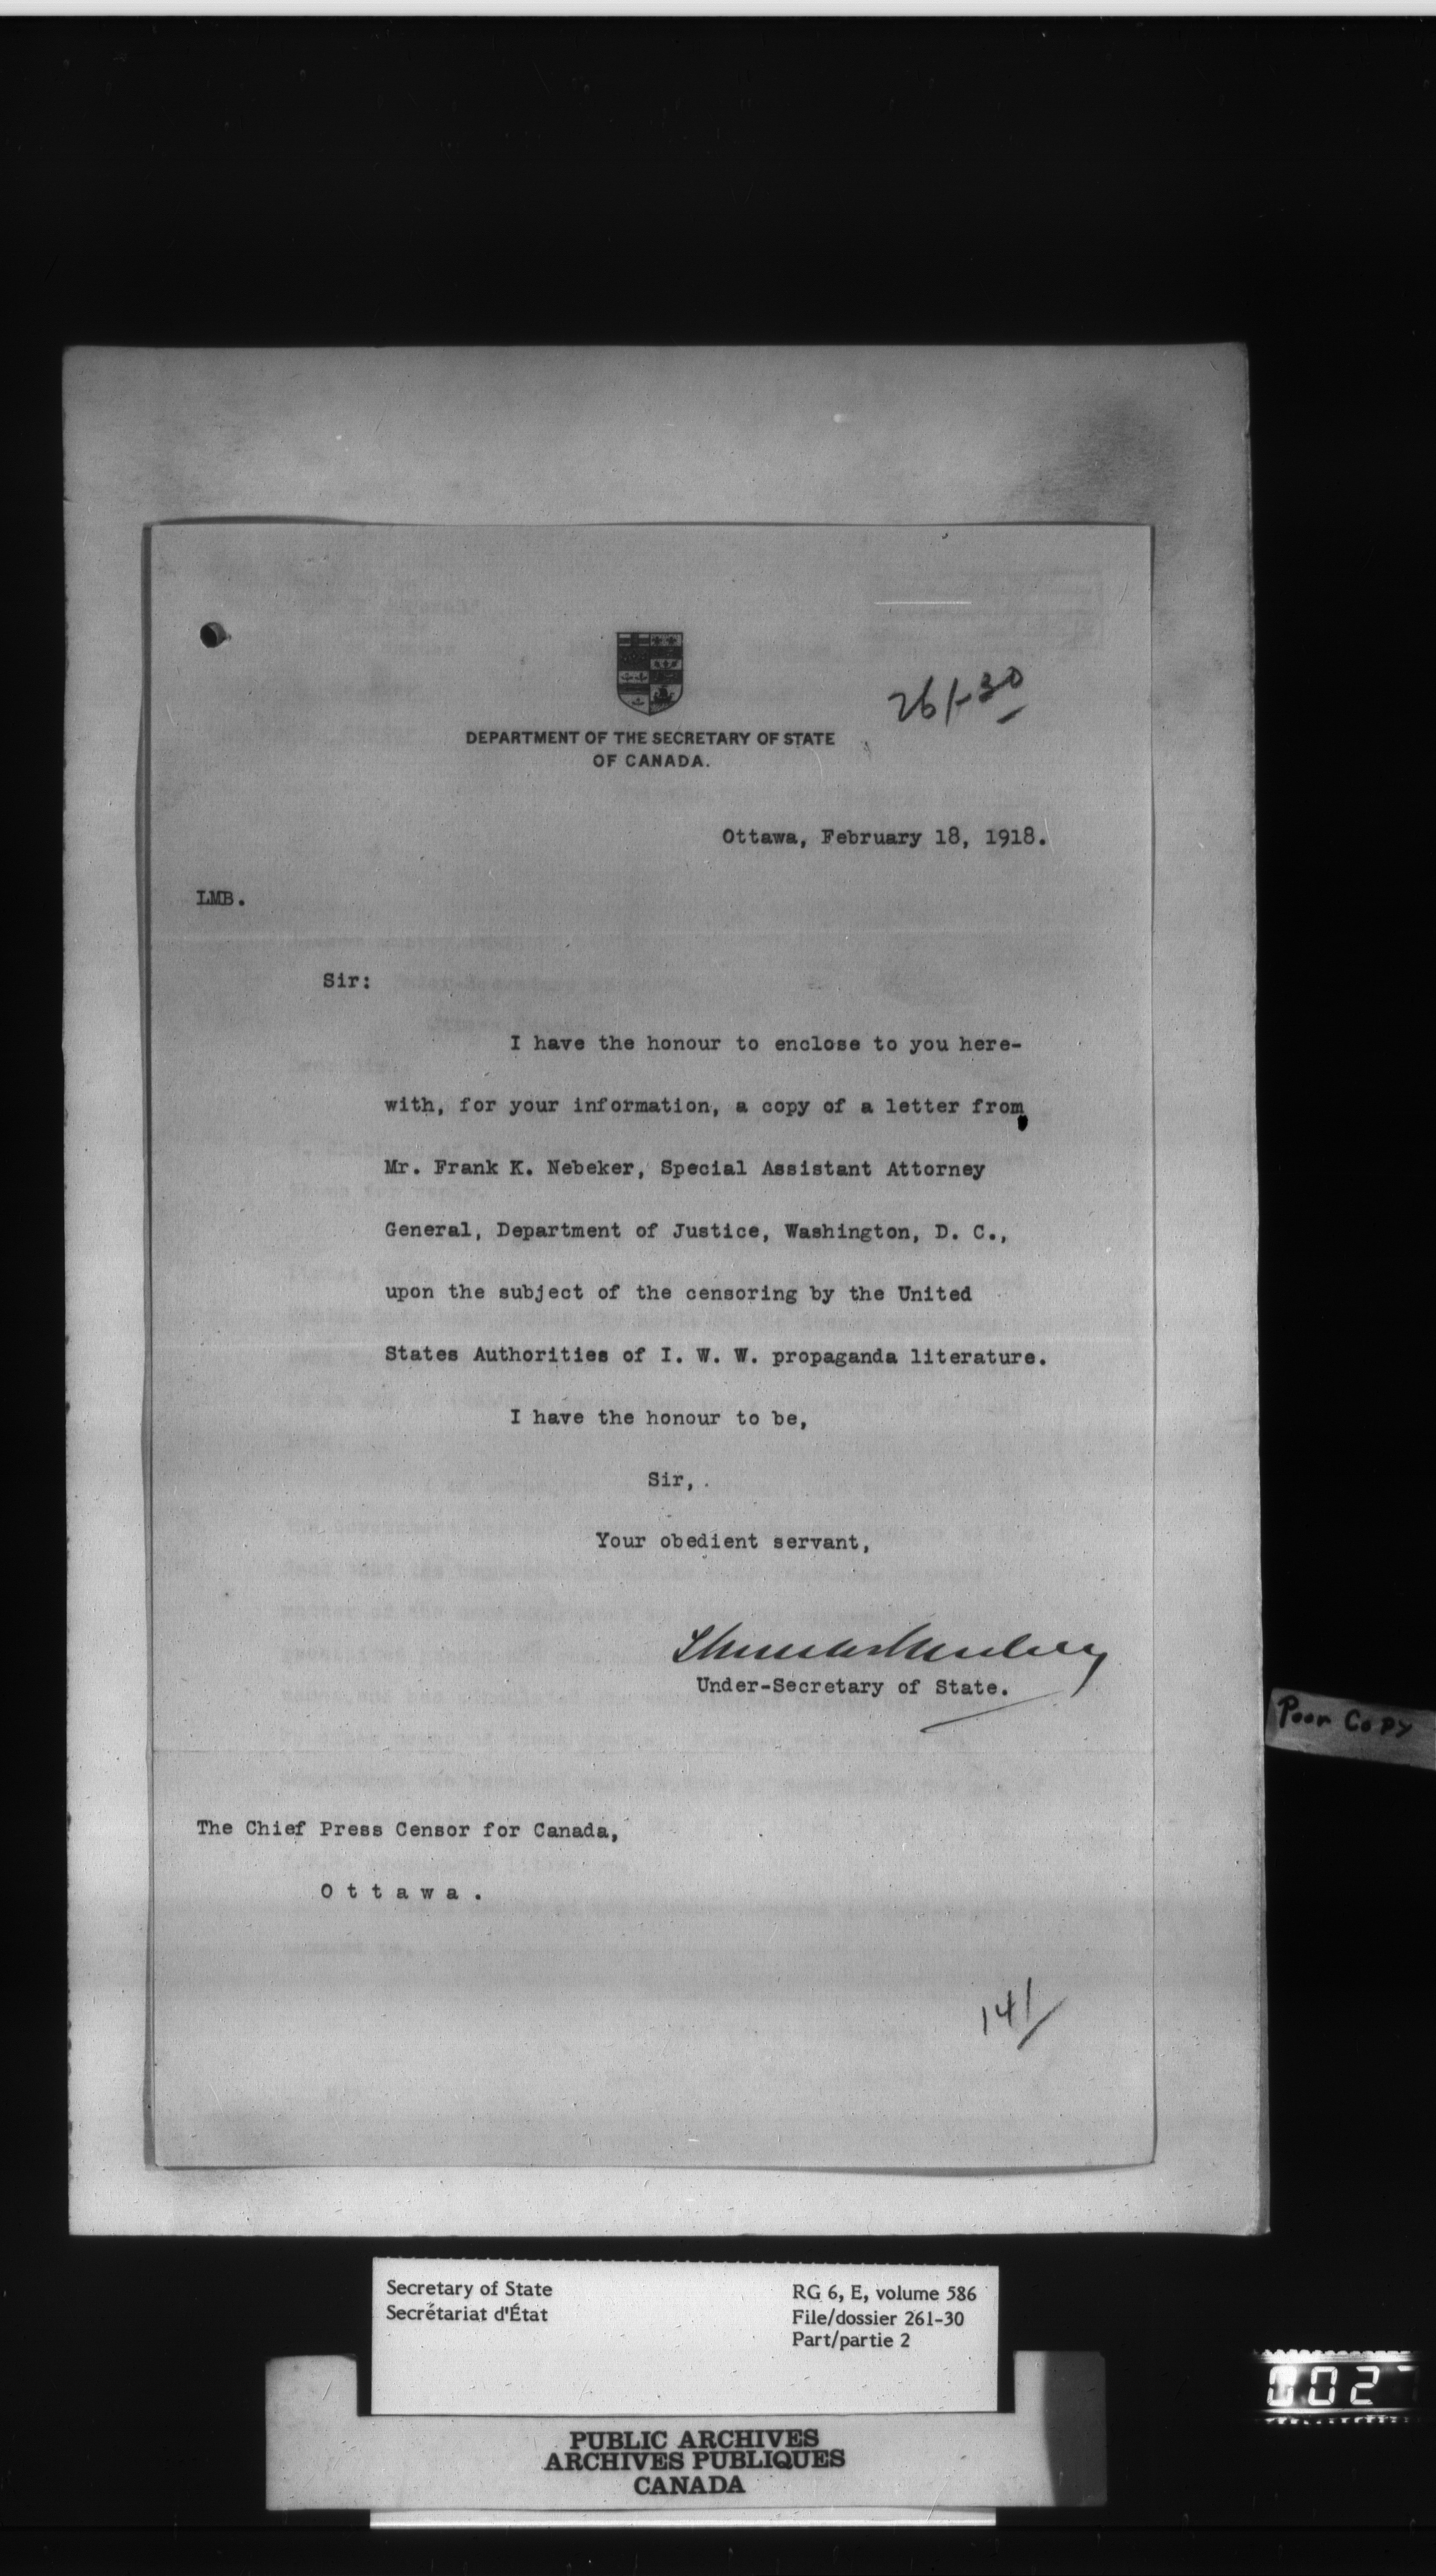 261-30
DEPARTMENT OF THE SECRETARY OF STATE
OF CANADA.
Ottawa, February 18, 1918.
LMB.
Sir:
I have the honour to enclose to you here-
with, for your information, a copy of a letter from
Mr. Frank K. Nebeker, Special Assistant Attorney
General, Department of Justice, Washington, D. C.,
upon the subject of the censoring by the United
States Authorities of I. W. W. propaganda literature.
I have the honour to be,
Sir,
Your obedient servant,
Under-Secretary of State.
Poor Copy
The Chief Press Censor for Canada,
O t t a w a .
141
Secretary of State
Secrétariat d'État
RG 6, E, volume 586
File/dossier 261-30
Part/partie 2
PUBLIC ARCHIVES
ARCHIVES PUBLIQUES
CANADA